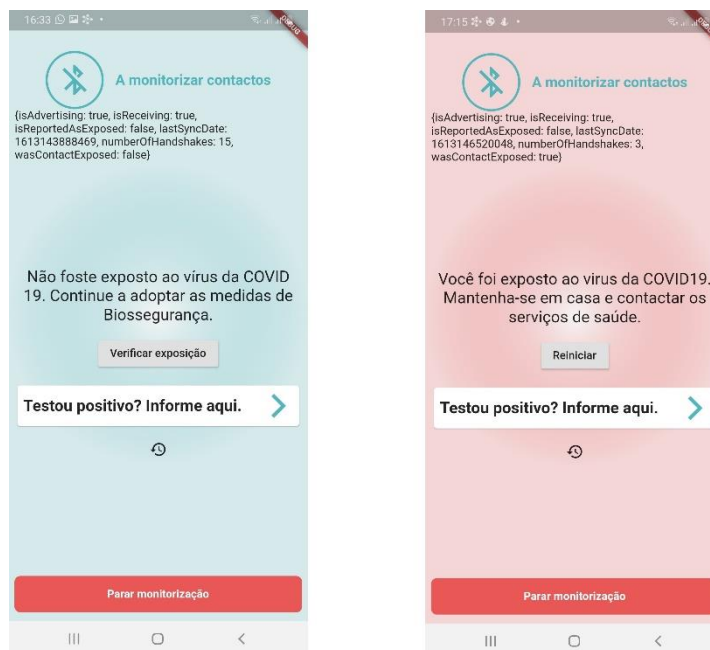 16:33
A monitorizar contactos
{isAdvertising: true, isReceiving: true,
isReportedAsExposed: false, lastSyncDate:
1613143888469, numberOfHandshakes: 15,
wasContactExposed: false}
Não foste exposto ao vírus da COVID
19. Continue a adoptar as medidas de
Biossegurança.
Verificar exposição
Testou positivo? Informe aqui.
Parar monitorização
17:15
A monitorizar contactos
{isAdvertising: true, isReceiving: true,
isReportedAsExposed: false, lastSyncDate:
1613146520048, numberOfHandshakes: 3,
wasContactExposed: true}
Você foi exposto ao virus da COVID19.
Mantenha-se em casa e contactar os
serviços de saúde.
Reiniciar
Testou positivo? Informe aqui.
Parar monitorização